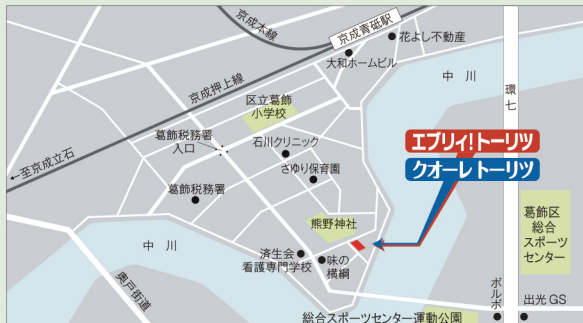 京成本線
京成青砥駅
花よし不動産
大和ホームビル
中川
環七
京成押上線
区立葛飾
小学校
葛飾税務署
入口
石川クリニック
さゆり保育園
←至京成立石
葛飾税務署
エブリィ!トーリツ
クオーレトーリツ
熊野神社
葛飾区
総合
スポーツ
センター
中川
済生会
看護専門学校
味の
横綱
奥戸街道
ボルボ
出光GS
総合スポーツセンター運動公園